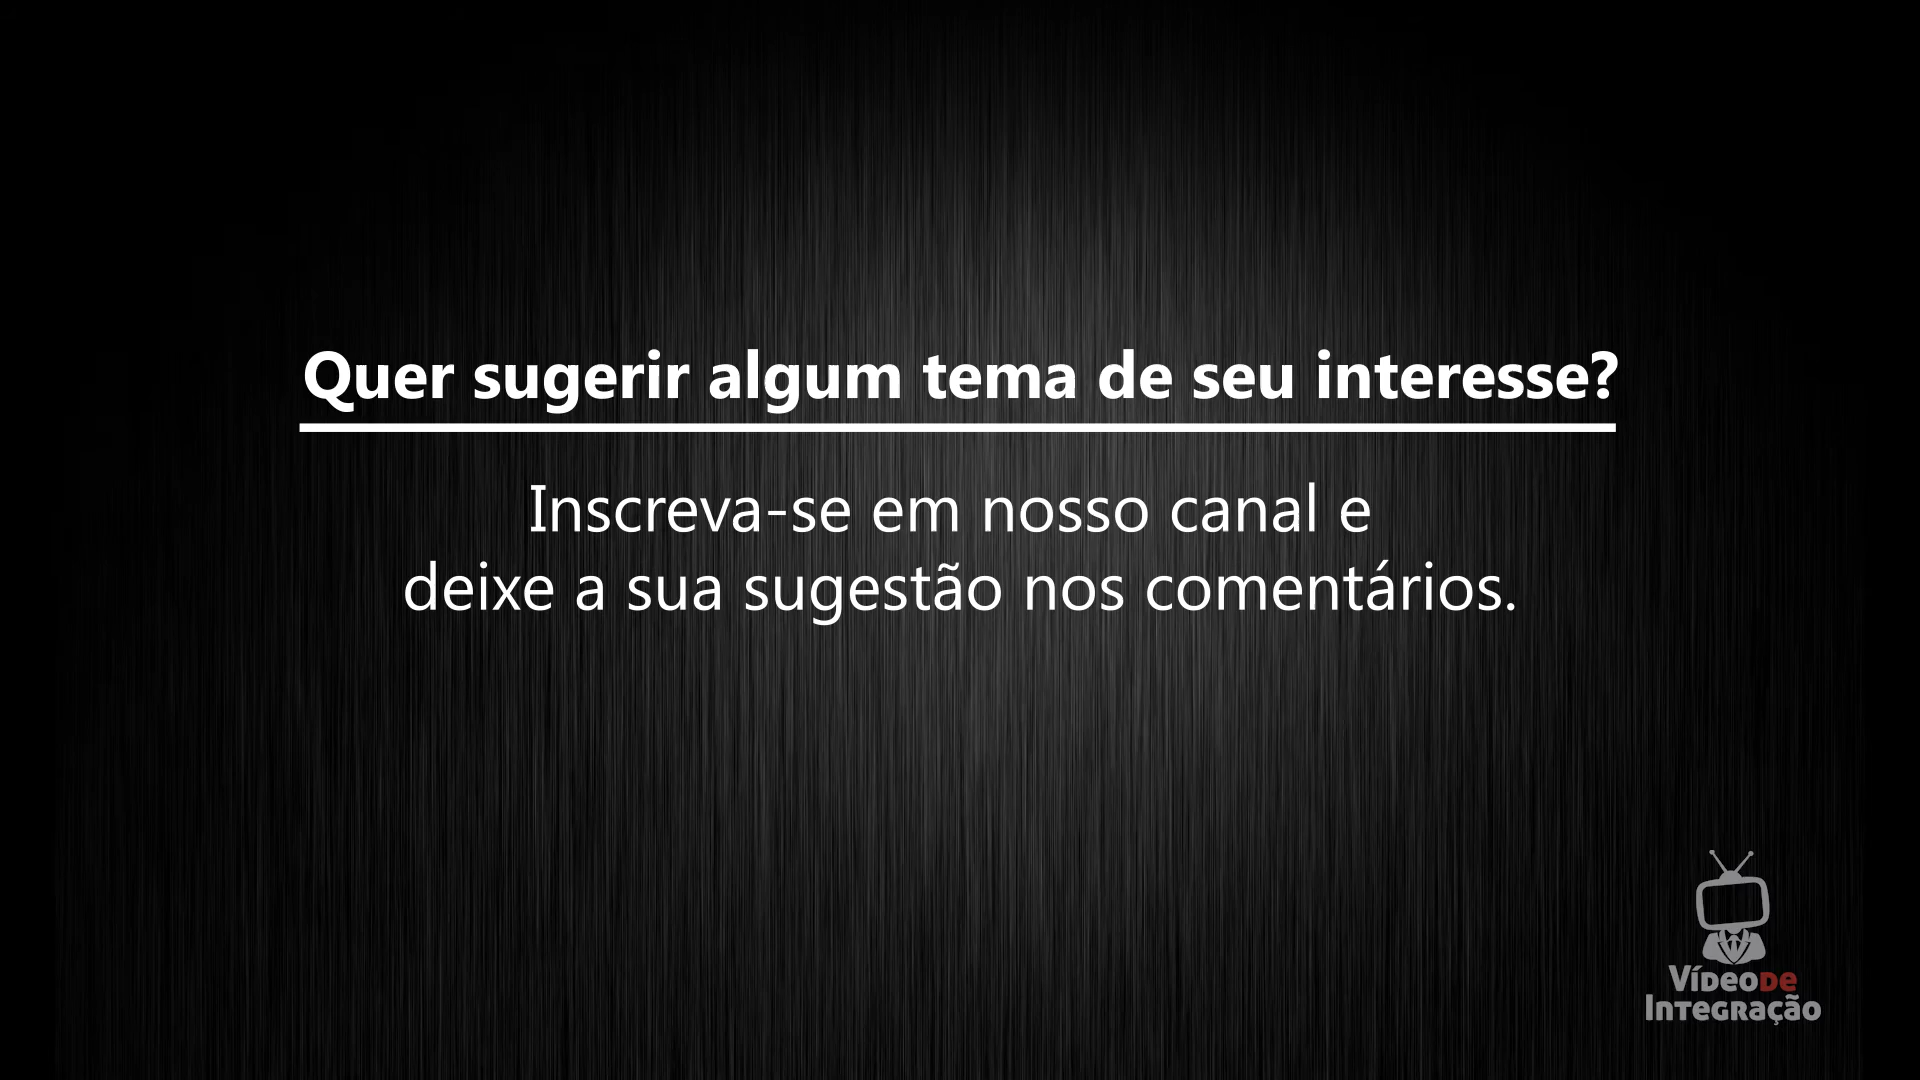 Quer sugerir algum tema de seu interesse?
Inscreva-se em nosso canal e
deixe a sua sugestão nos comentários.
Vídeo de
Integração